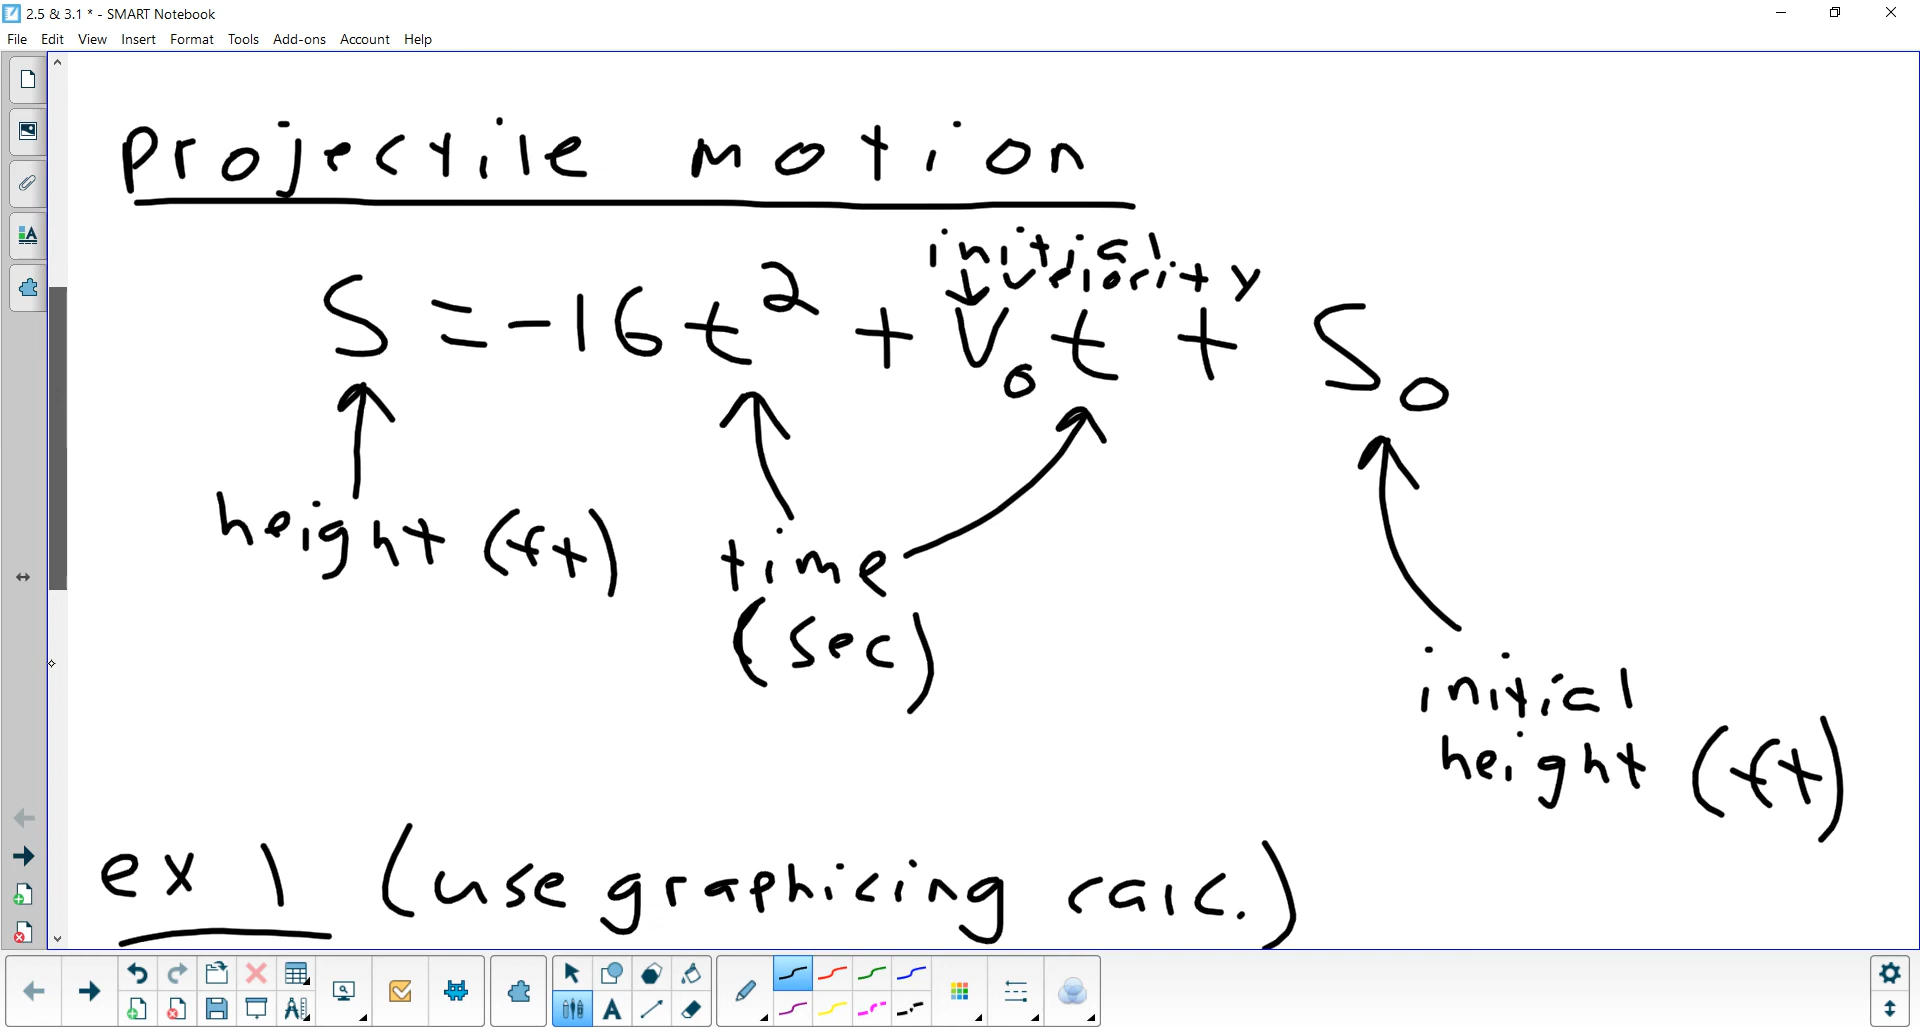 2.5 & 3.1 * - SMART Notebook
File Edit View Insert Format Tools Add-ons Account Help
projectile motion
initial
velocity
S = -16t² + V₀t + S₀
height (ft)
time
(sec)
initial
height (ft)
ex 1 (use graphicing calc.)
A